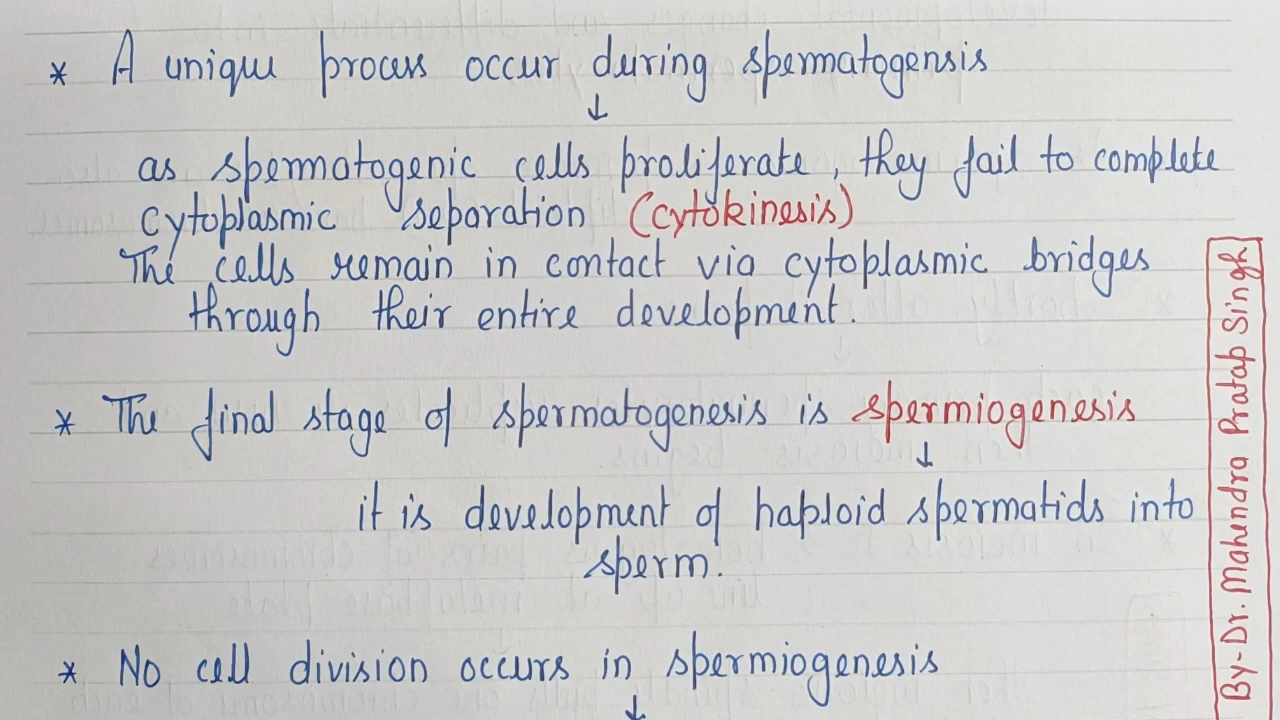 * A unique process occur during spermatogensis
↓
as spermatogenic cells proliferate, they fail to complete
cytoplasmic separation (cytokinesis)
The cells remain in contact via cytoplasmic bridges
through their entire development.
* The final stage of spermatogenesis is spermiogenesis
↓
it is development of haploid spermatids into
sperm.
* No cell division occurs in spermiogenesis
↓
By-Dr. Mahendra Pratap Singh